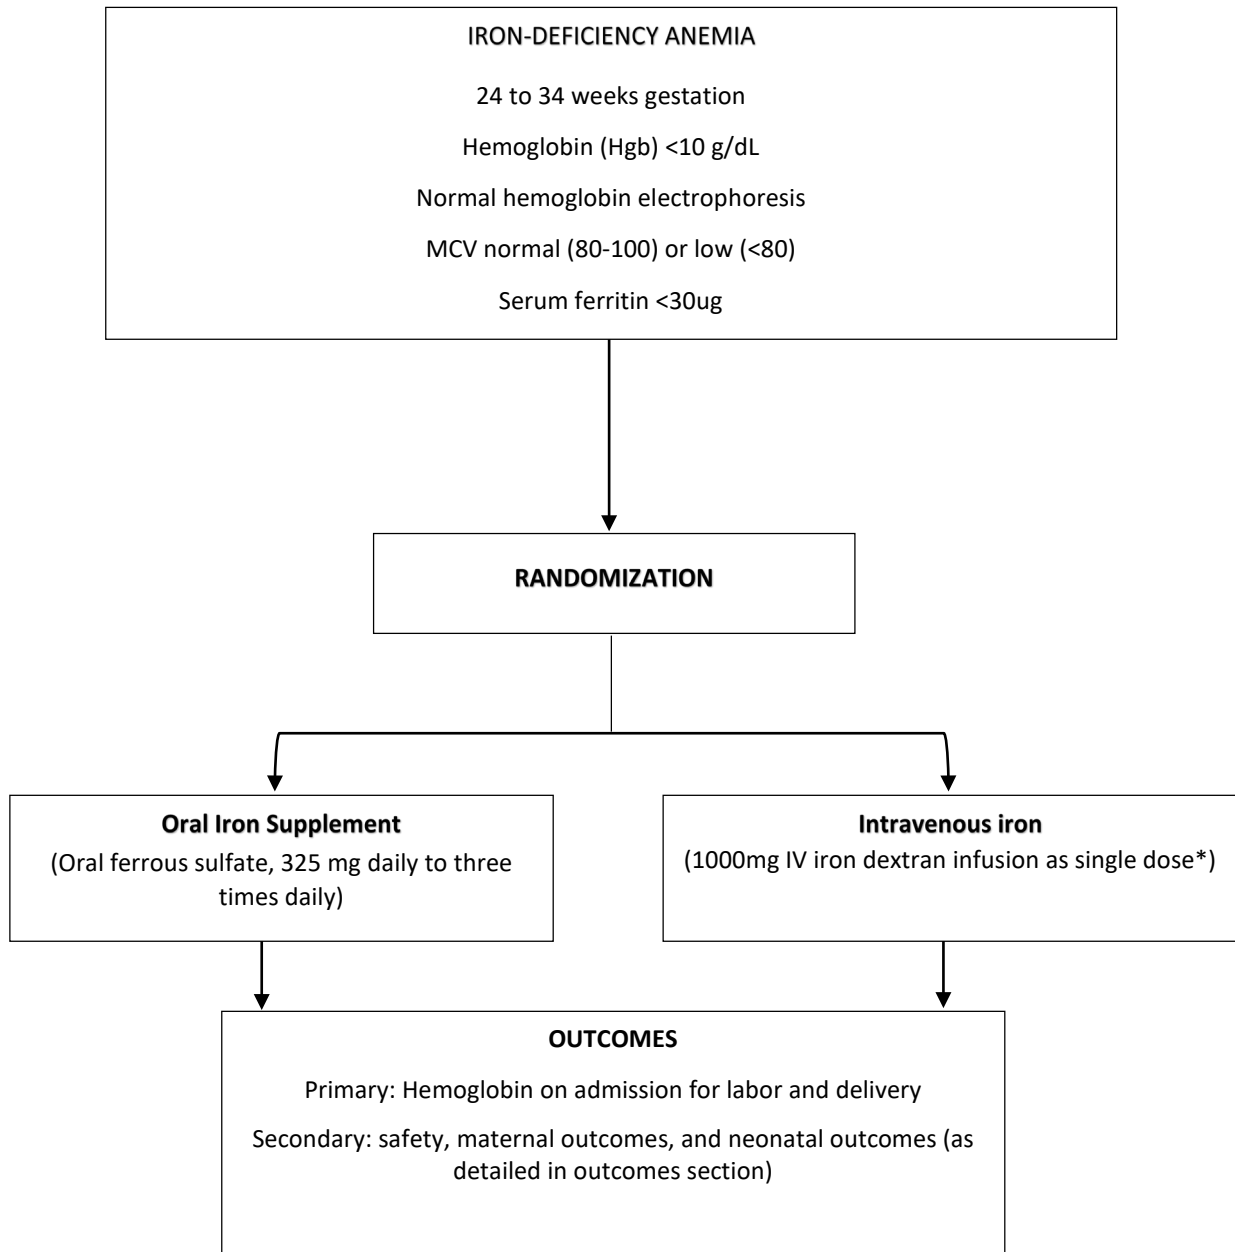 IRON-DEFICIENCY ANEMIA
24 to 34 weeks gestation
Hemoglobin (Hgb) <10 g/dL
Normal hemoglobin electrophoresis
MCV normal (80-100) or low (<80)
Serum ferritin <30ug
RANDOMIZATION
Oral Iron Supplement
(Oral ferrous sulfate, 325 mg daily to three
times daily)
Intravenous iron
(1000mg IV iron dextran infusion as single dose*)
OUTCOMES
Primary: Hemoglobin on admission for labor and delivery
Secondary: safety, maternal outcomes, and neonatal outcomes (as
detailed in outcomes section)